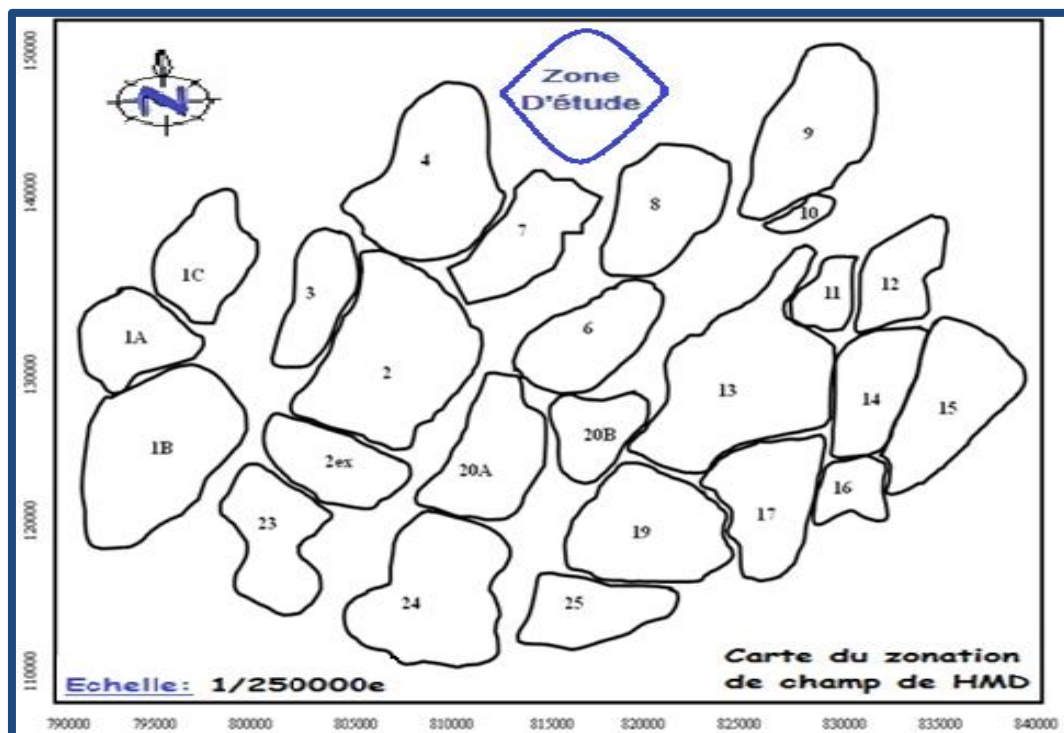 150000
140000
130000
120000
110000
N
Zone
D'étude
9
4
8
10
7
1C
3
11
12
6
1A
2
13
14
15
1B
20B
2ex
20A
16
23
17
19
24
25
Carte du zonation
de champ de HMD
Echelle: 1/250000e
790000 795000 800000 805000 810000 815000 820000 825000 830000 835000 840000